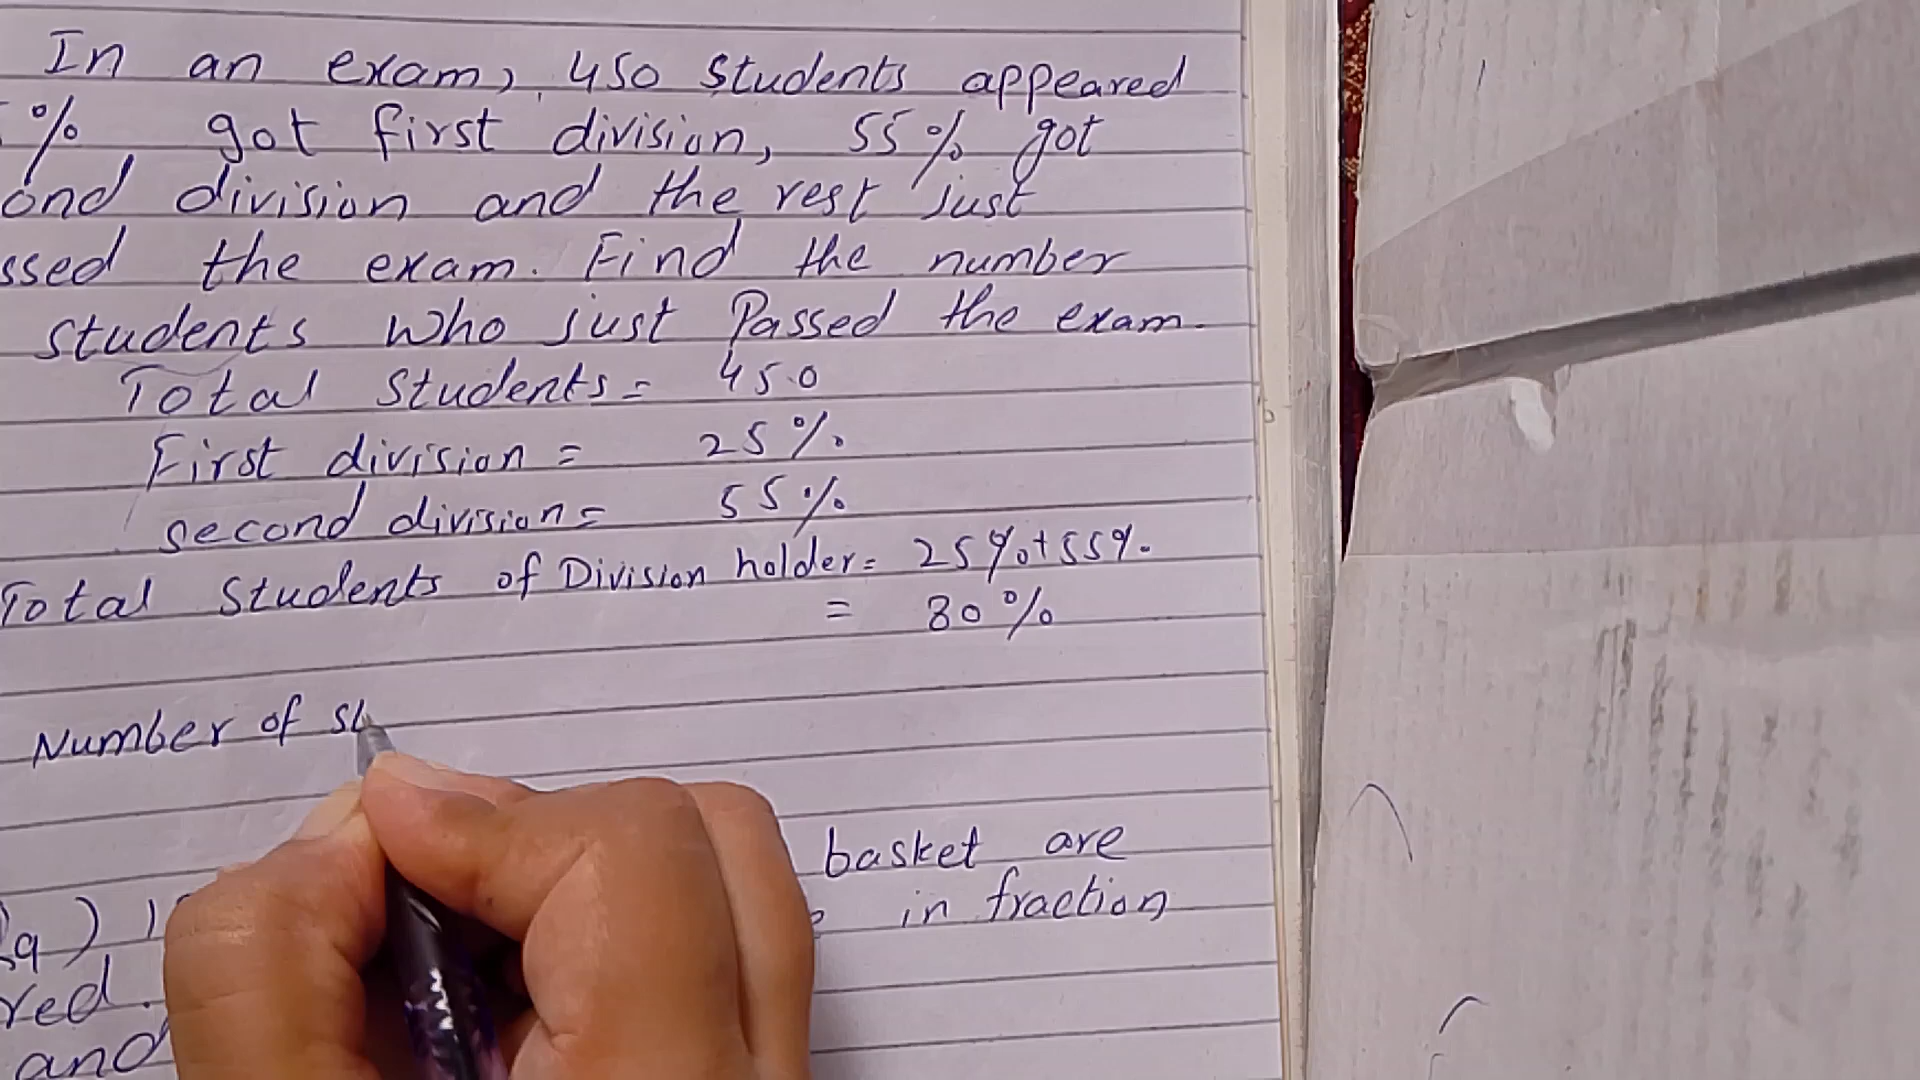 In an exam, 450 students appeared
% got first division, 55% got
ond division and the rest just
ssed the exam. Find the number
students who just Passed the exam.
Total students = 450
First division = 25%
second division = 55%
Total students of Division holder = 25% + 55%
= 80%
Number of st
basket are
in fraction
red.
and